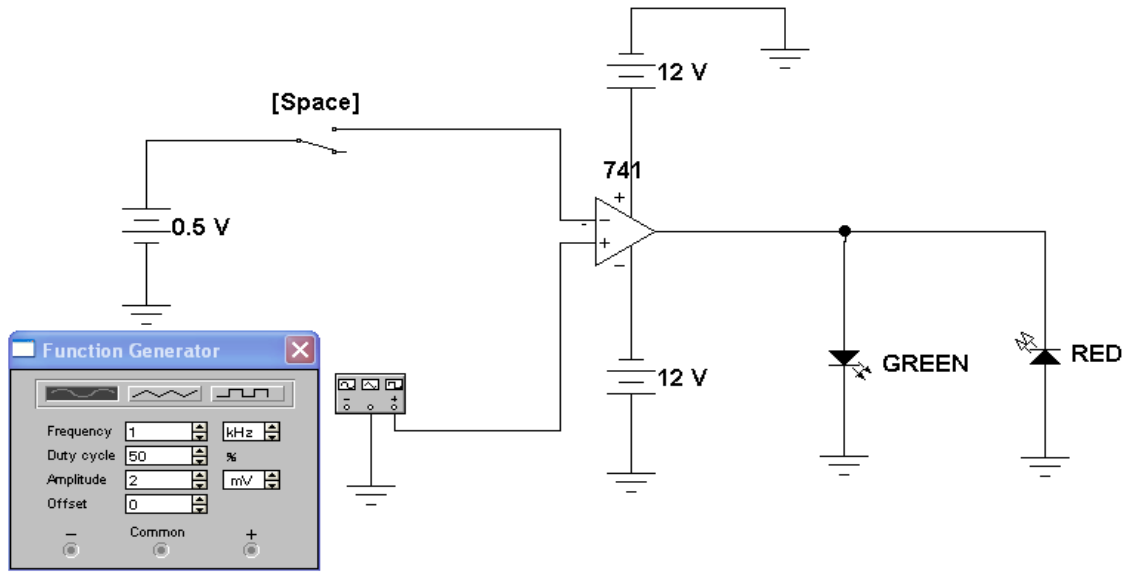 12 V
[Space]
741
+
0.5 V
-
−
+
−
Function Generator
12 V
GREEN
RED
Frequency 1 kHz
Duty cycle 50 %
Amplitude 2 mV
Offset 0
− Common +
− +